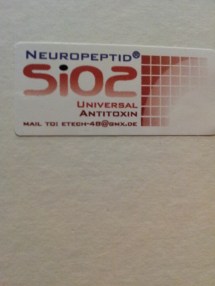 NEUROPEPTID®
SiO2
UNIVERSAL
ANTITOXIN
MAIL TO: ETECH-48@GMX.DE